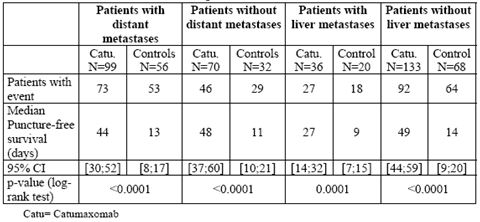 Patients with distant metastases Patients without distant metastases Patients with liver metastases Patients without liver metastases
Catu. N=99 Controls N=56 Catu. N=70 Controls N=32 Catu. N=36 Control N=20 Catu. N=133 Control N=68
Patients with event 73 53 46 29 27 18 92 64
Median Puncture-free survival (days) 44 13 48 11 27 9 49 14
95% CI [30;52] [8;17] [37;60] [10;21] [14;32] [7;15] [44;59] [9;20]
p-value (log-rank test) <0.0001 <0.0001 0.0001 <0.0001
Catu= Catumaxomab